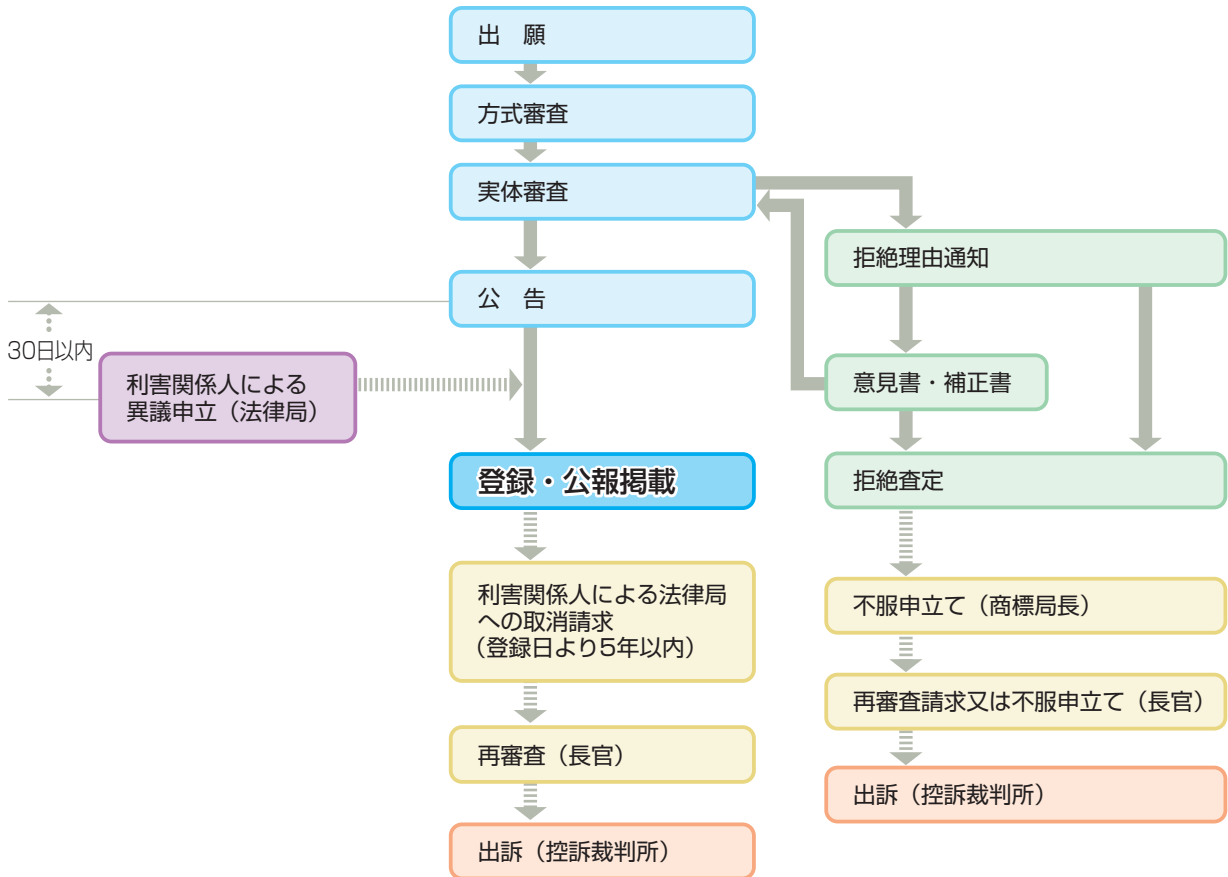 出　願
方式審査
実体審査
拒絶理由通知
公　告
30日以内
利害関係人による
異議申立（法律局）
意見書・補正書
登録・公報掲載
拒絶査定
利害関係人による法律局
への取消請求
（登録日より5年以内）
不服申立て（商標局長）
再審査請求又は不服申立て（長官）
再審査（長官）
出訴（控訴裁判所）
出訴（控訴裁判所）